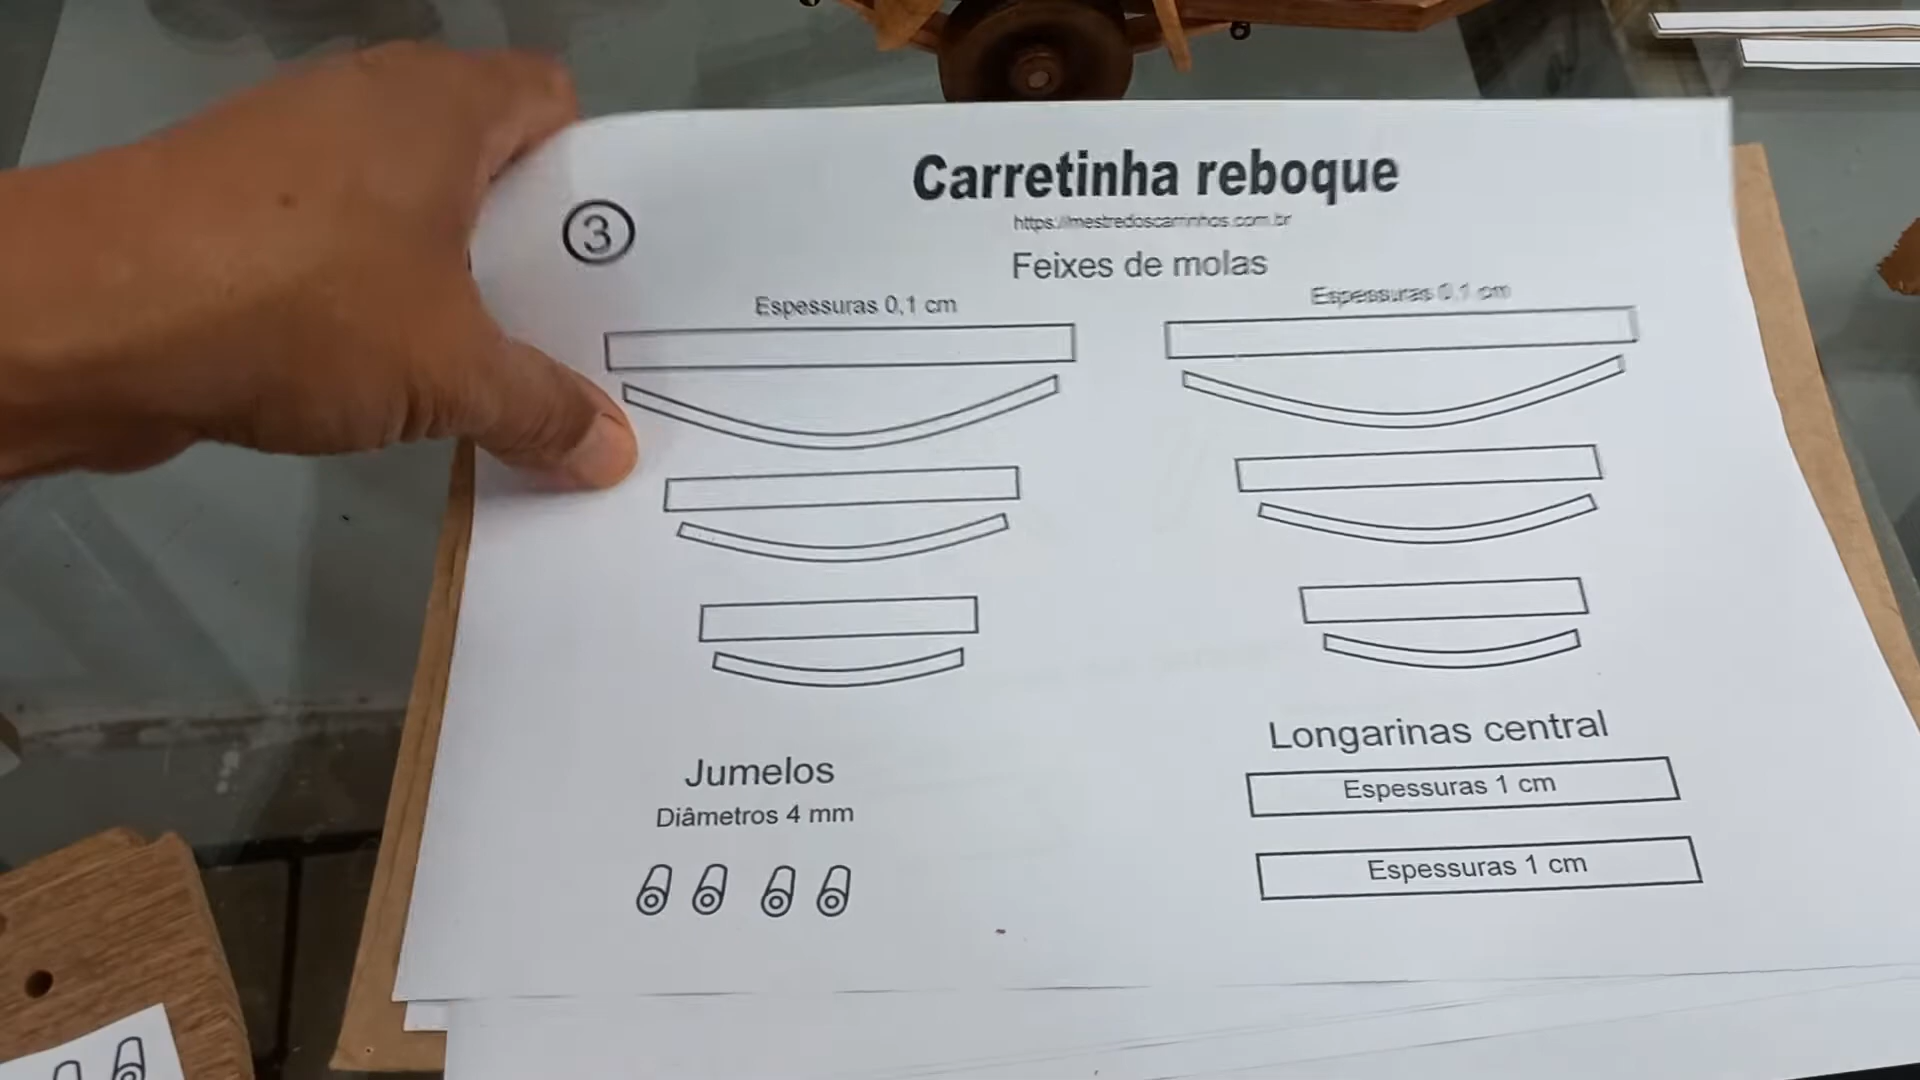 Carretinha reboque
https://mestredoscarrinhos.com.br
3
Feixes de molas
Espessuras 0,1 cm
Espessuras 0,1 cm
Longarinas central
Jumelos
Espessuras 1 cm
Diâmetros 4 mm
Espessuras 1 cm